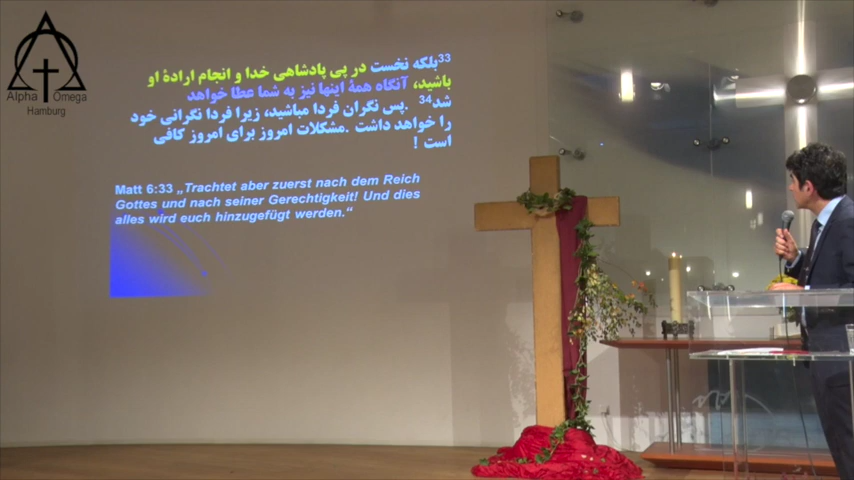 Alpha Omega
Hamburg
33بلکه نخست در پی پادشاهی خدا و انجام ارادهٔ او
باشید، آنگاه همهٔ اینها نیز به شما عطا خواهد
شد34 .پس نگران فردا مباشید، زیرا فردا نگرانی خود
را خواهد داشت .مشکلات امروز برای امروز کافی
است !
Matt 6:33 „Trachtet aber zuerst nach dem Reich
Gottes und nach seiner Gerechtigkeit! Und dies
alles wird euch hinzugefügt werden.“